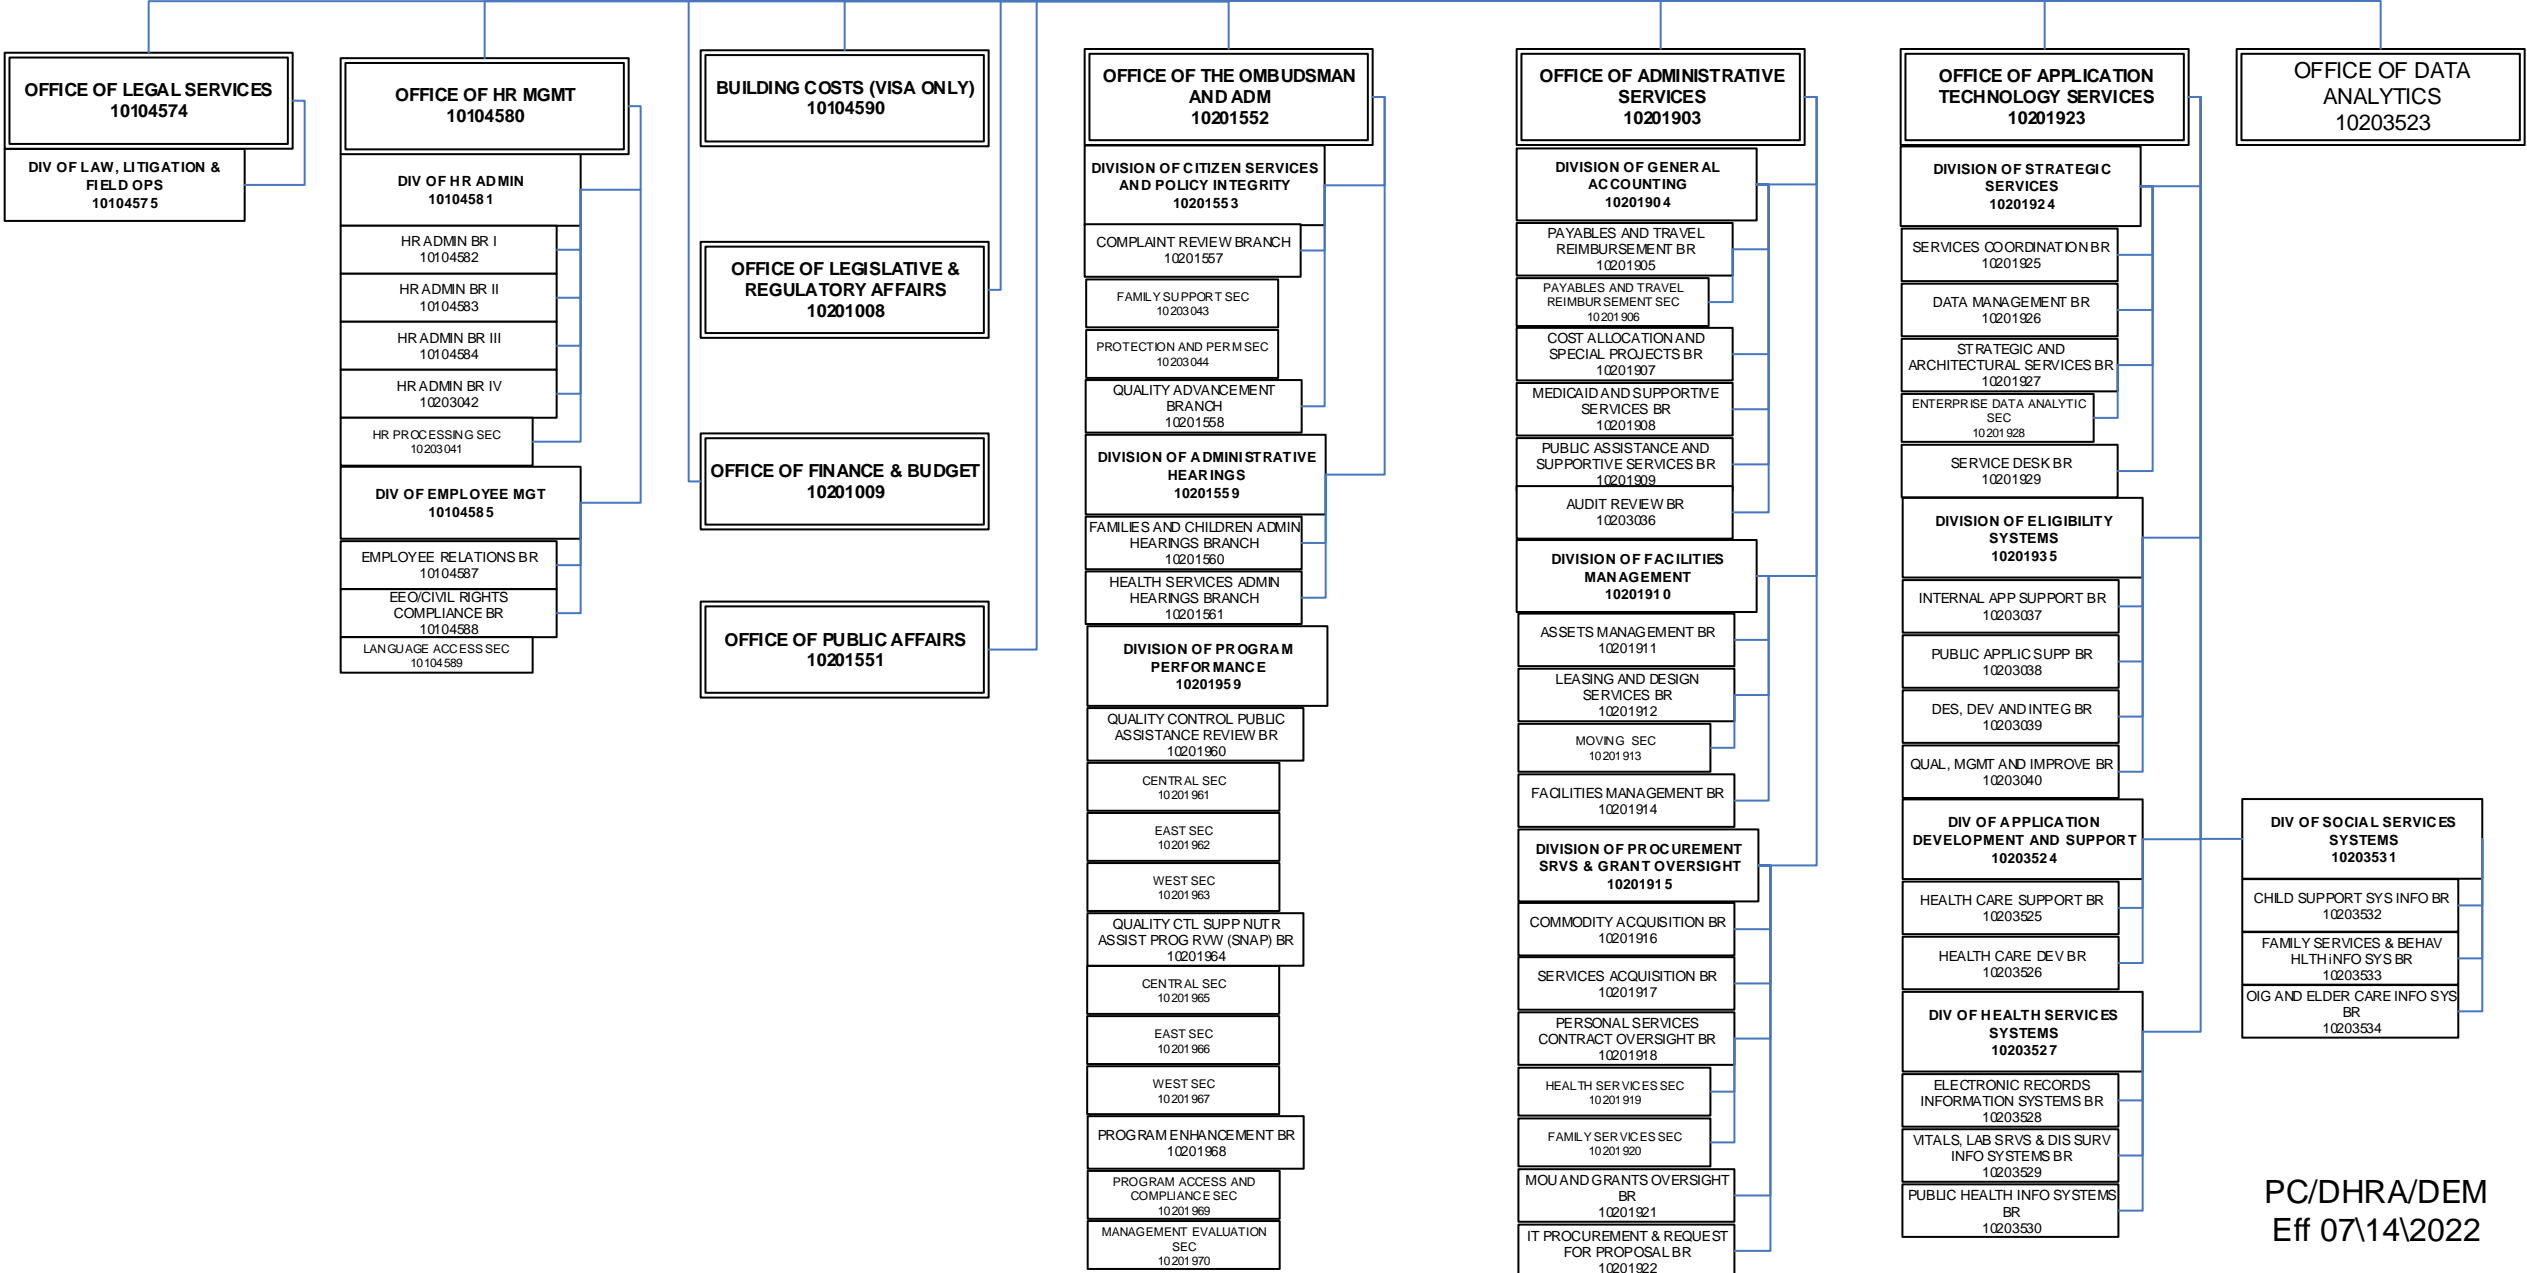 OFFICE OF LEGAL SERVICES
10104574
DIV OF LAW, LITIGATION &
FIELD OPS
10104575
OFFICE OF HR MGMT
10104580
DIV OF HR ADMIN
10104581
HR ADMIN BR I
10104582
HR ADMIN BR II
10104583
HR ADMIN BR III
10104584
HR ADMIN BR IV
10203042
HR PROCESSING SEC
10203041
DIV OF EMPLOYEE MGT
10104585
EMPLOYEE RELATIONS BR
10104587
EEO/CIVIL RIGHTS
COMPLIANCE BR
10104588
LANGUAGE ACCESS SEC
10104589
BUILDING COSTS (VISA ONLY)
10104590
OFFICE OF LEGISLATIVE &
REGULATORY AFFAIRS
10201008
OFFICE OF FINANCE & BUDGET
10201009
OFFICE OF PUBLIC AFFAIRS
10201551
OFFICE OF THE OMBUDSMAN
AND ADM
10201552
DIVISION OF CITIZEN SERVICES
AND POLICY INTEGRITY
10201553
COMPLAINT REVIEW BRANCH
10201557
FAMILY SUPPORT SEC
10203043
PROTECTION AND PERM SEC
10203044
QUALITY ADVANCEMENT
BRANCH
10201558
DIVISION OF ADMINISTRATIVE
HEARINGS
10201559
FAMILIES AND CHILDREN ADMIN
HEARINGS BRANCH
10201560
HEALTH SERVICES ADMIN
HEARINGS BRANCH
10201561
DIVISION OF PROGRAM
PERFORMANCE
10201959
QUALITY CONTROL PUBLIC
ASSISTANCE REVIEW BR
10201960
CENTRAL SEC
10201961
EAST SEC
10201962
WEST SEC
10201963
QUALITY CTL SUPP NUTR
ASSIST PROG RVW (SNAP) BR
10201964
CENTRAL SEC
10201965
EAST SEC
10201966
WEST SEC
10201967
PROGRAM ENHANCEMENT BR
10201968
PROGRAM ACCESS AND
COMPLIANCE SEC
10201969
MANAGEMENT EVALUATION
SEC
10201970
OFFICE OF ADMINISTRATIVE
SERVICES
10201903
DIVISION OF GENERAL
ACCOUNTING
10201904
PAYABLES AND TRAVEL
REIMBURSEMENT BR
10201905
PAYABLES AND TRAVEL
REIMBURSEMENT SEC
10201906
COST ALLOCATION AND
SPECIAL PROJECTS BR
10201907
MEDICAID AND SUPPORTIVE
SERVICES BR
10201908
PUBLIC ASSISTANCE AND
SUPPORTIVE SERVICES BR
10201909
AUDIT REVIEW BR
10203036
DIVISION OF FACILITIES
MANAGEMENT
10201910
ASSETS MANAGEMENT BR
10201911
LEASING AND DESIGN
SERVICES BR
10201912
MOVING SEC
10201913
FACILITIES MANAGEMENT BR
10201914
DIVISION OF PROCUREMENT
SRVS & GRANT OVERSIGHT
10201915
COMMODITY ACQUISITION BR
10201916
SERVICES ACQUISITION BR
10201917
PERSONAL SERVICES
CONTRACT OVERSIGHT BR
10201918
HEALTH SERVICES SEC
10201919
FAMILY SERVICES SEC
10201920
MOU AND GRANTS OVERSIGHT
BR
10201921
IT PROCUREMENT & REQUEST
FOR PROPOSAL BR
10201922
OFFICE OF APPLICATION
TECHNOLOGY SERVICES
10201923
DIVISION OF STRATEGIC
SERVICES
10201924
SERVICES COORDINATION BR
10201925
DATA MANAGEMENT BR
10201926
STRATEGIC AND
ARCHITECTURAL SERVICES BR
10201927
ENTERPRISE DATA ANALYTIC
SEC
10201928
SERVICE DESK BR
10201929
DIVISION OF ELIGIBILITY
SYSTEMS
10201935
INTERNAL APP SUPPORT BR
10203037
PUBLIC APPLIC SUPP BR
10203038
DES, DEV AND INTEG BR
10203039
QUAL, MGMT AND IMPROVE BR
10203040
DIV OF APPLICATION
DEVELOPMENT AND SUPPORT
10203524
HEALTH CARE SUPPORT BR
10203525
HEALTH CARE DEV BR
10203526
DIV OF HEALTH SERVICES
SYSTEMS
10203527
ELECTRONIC RECORDS
INFORMATION SYSTEMS BR
10203528
VITALS, LAB SRVS & DIS SURV
INFO SYSTEMS BR
10203529
PUBLIC HEALTH INFO SYSTEMS
BR
10203530
OFFICE OF DATA
ANALYTICS
10203523
DIV OF SOCIAL SERVICES
SYSTEMS
10203531
CHILD SUPPORT SYS INFO BR
10203532
FAMILY SERVICES & BEHAV
HLTH iNFO SYS BR
10203533
OIG AND ELDER CARE INFO SYS
BR
10203534
PC/DHRA/DEM
Eff 07\14\2022